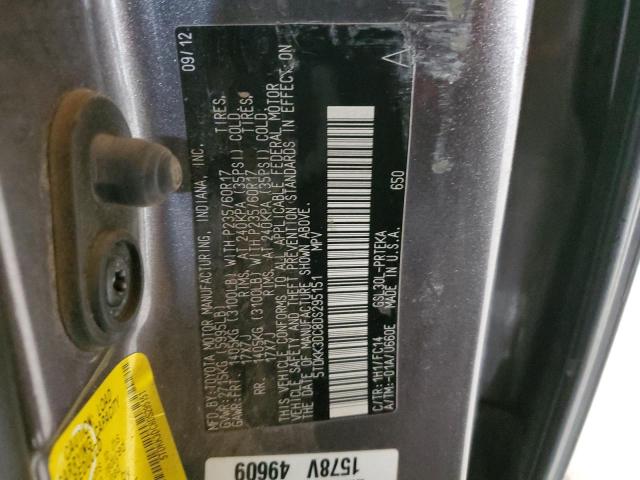 MFD. BY: TOYOTA MOTOR MANUFACTURING, INDIANA, INC. 09/12
GVWR: 2715KG (5995LB)
GAWR: FRT. 1405KG (3100LB) WITH P235/60R17 TIRES,
17X7J RIMS, AT 240KPA (35PSI) COLD
RR. 1405KG (3100LB) WITH P235/60R17 TIRES,
17X7J RIMS, AT 240KPA (35PSI) COLD
THIS VEHICLE CONFORMS TO ALL APPLICABLE FEDERAL MOTOR
VEHICLE SAFETY AND THEFT PREVENTION STANDARDS IN EFFECT ON
THE DATE OF MANUFACTURE SHOWN ABOVE.
5TDKK3DC8DS295151 MPV
C/TR: 1H1/FC14 GSL30L-PRTEKA 650
A/TM: -01A/U660E MADE IN U.S.A.
1578V
49609